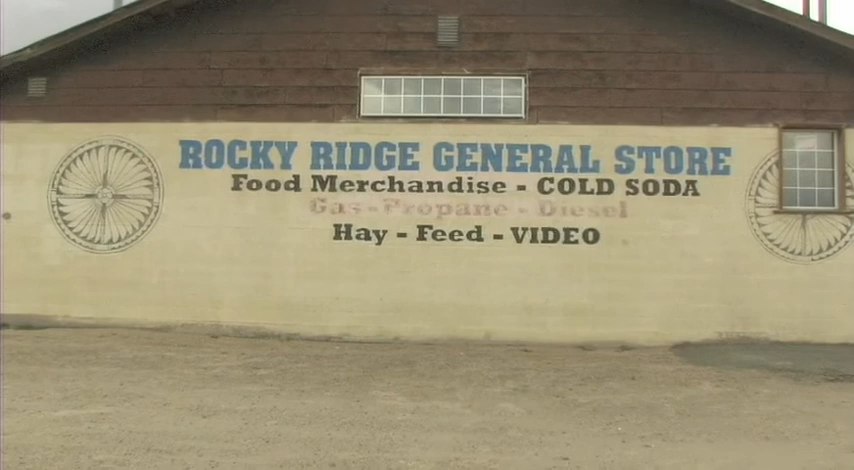 ROCKY RIDGE GENERAL STORE
Food Merchandise - COLD SODA
Gas - Propane - Diesel
Hay - Feed - VIDEO